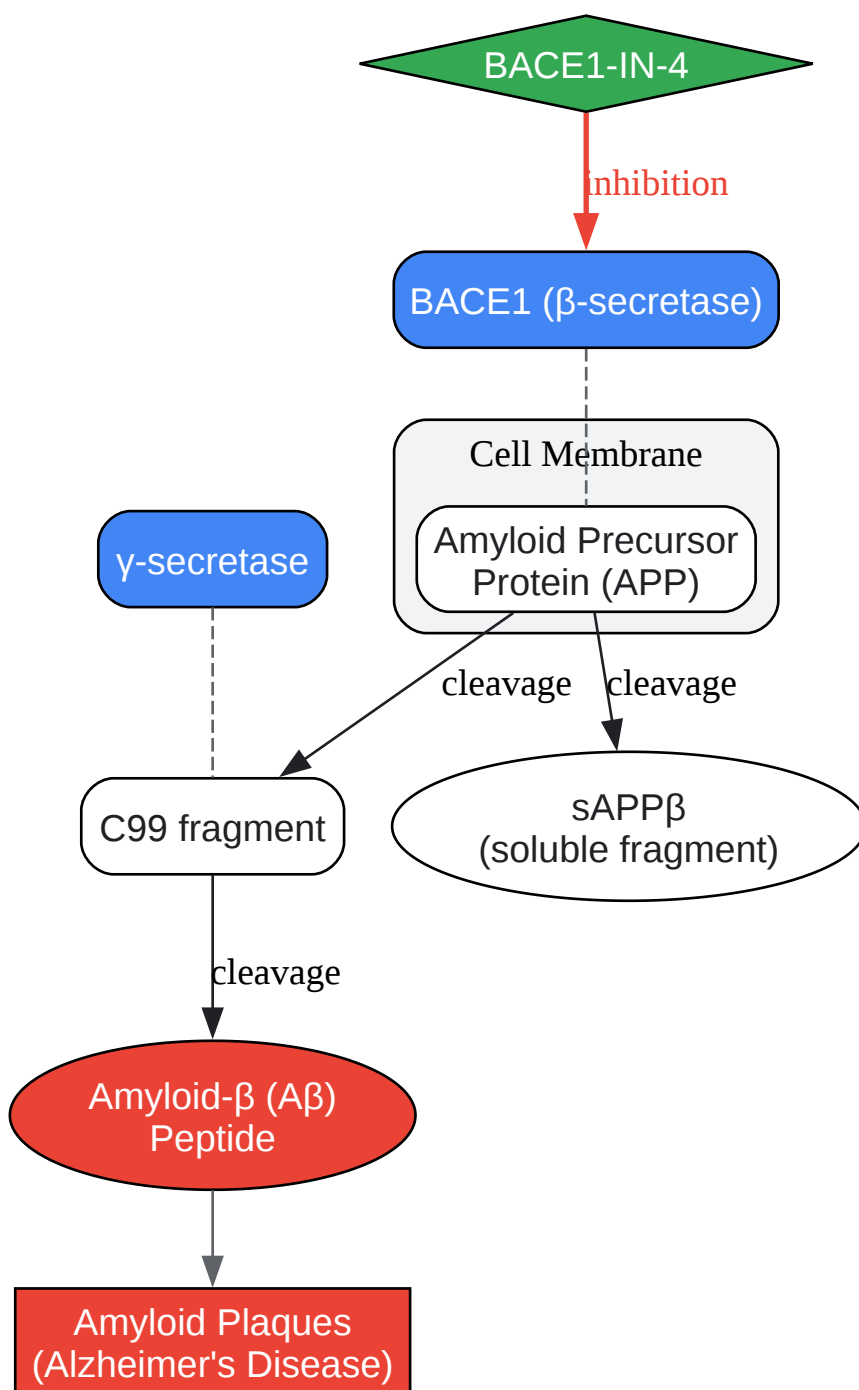 BACE1-IN-4
inhibition
BACE1 (β-secretase)
Cell Membrane
Amyloid Precursor
Protein (APP)
γ-secretase
cleavage
cleavage
C99 fragment
sAPPβ
(soluble fragment)
cleavage
Amyloid-β (Aβ)
Peptide
Amyloid Plaques
(Alzheimer's Disease)